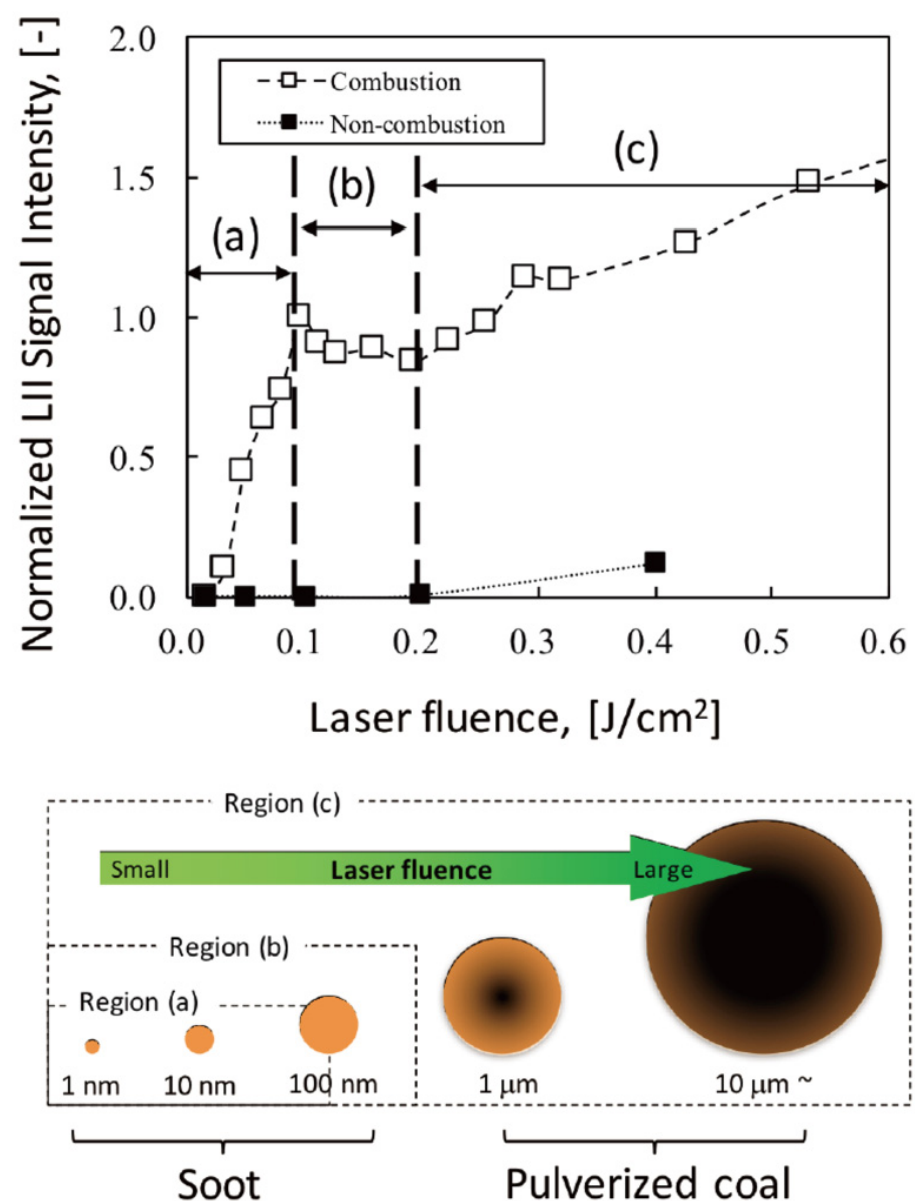 Normalized LII Signal Intensity, [-]
2.0
1.5
1.0
0.5
0.0
Combustion
Non-combustion
(a)
(b)
(c)
0.0 0.1 0.2 0.3 0.4 0.5 0.6
Laser fluence, [J/cm²]
Region (c)
Small Laser fluence Large
Region (b)
Region (a)
1 nm 10 nm 100 nm 1 μm 10 μm ~
Soot Pulverized coal